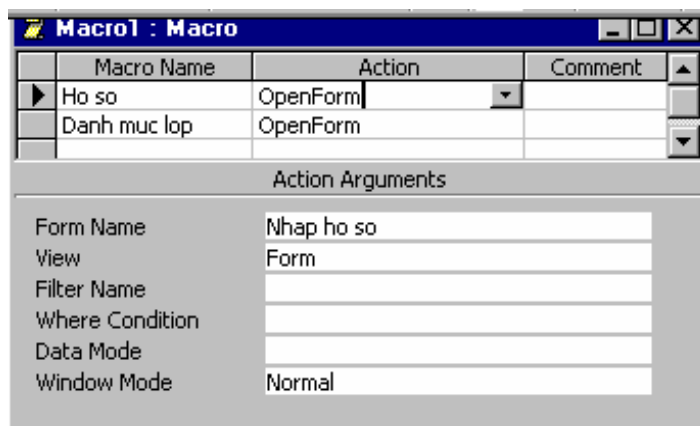 Macro1 : Macro
Macro Name Action Comment
Ho so OpenForm
Danh muc lop OpenForm
Action Arguments
Form Name Nhap ho so
View Form
Filter Name
Where Condition
Data Mode
Window Mode Normal